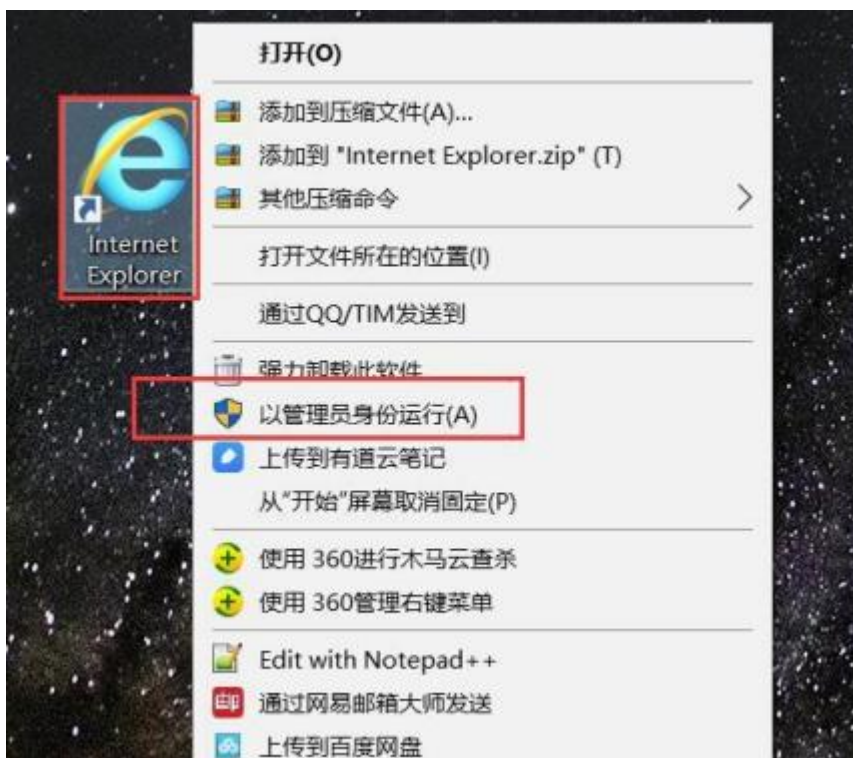 打开(O)
添加到压缩文件(A)...
添加到 "Internet Explorer.zip" (T)
其他压缩命令
Internet
Explorer
打开文件所在的位置(I)
通过QQ/TIM发送到
强力卸载此软件
以管理员身份运行(A)
上传到有道云笔记
从"开始"屏幕取消固定(P)
使用 360进行木马云查杀
使用 360管理右键菜单
Edit with Notepad++
邮
通过网易邮箱大师发送
上传到百度网盘